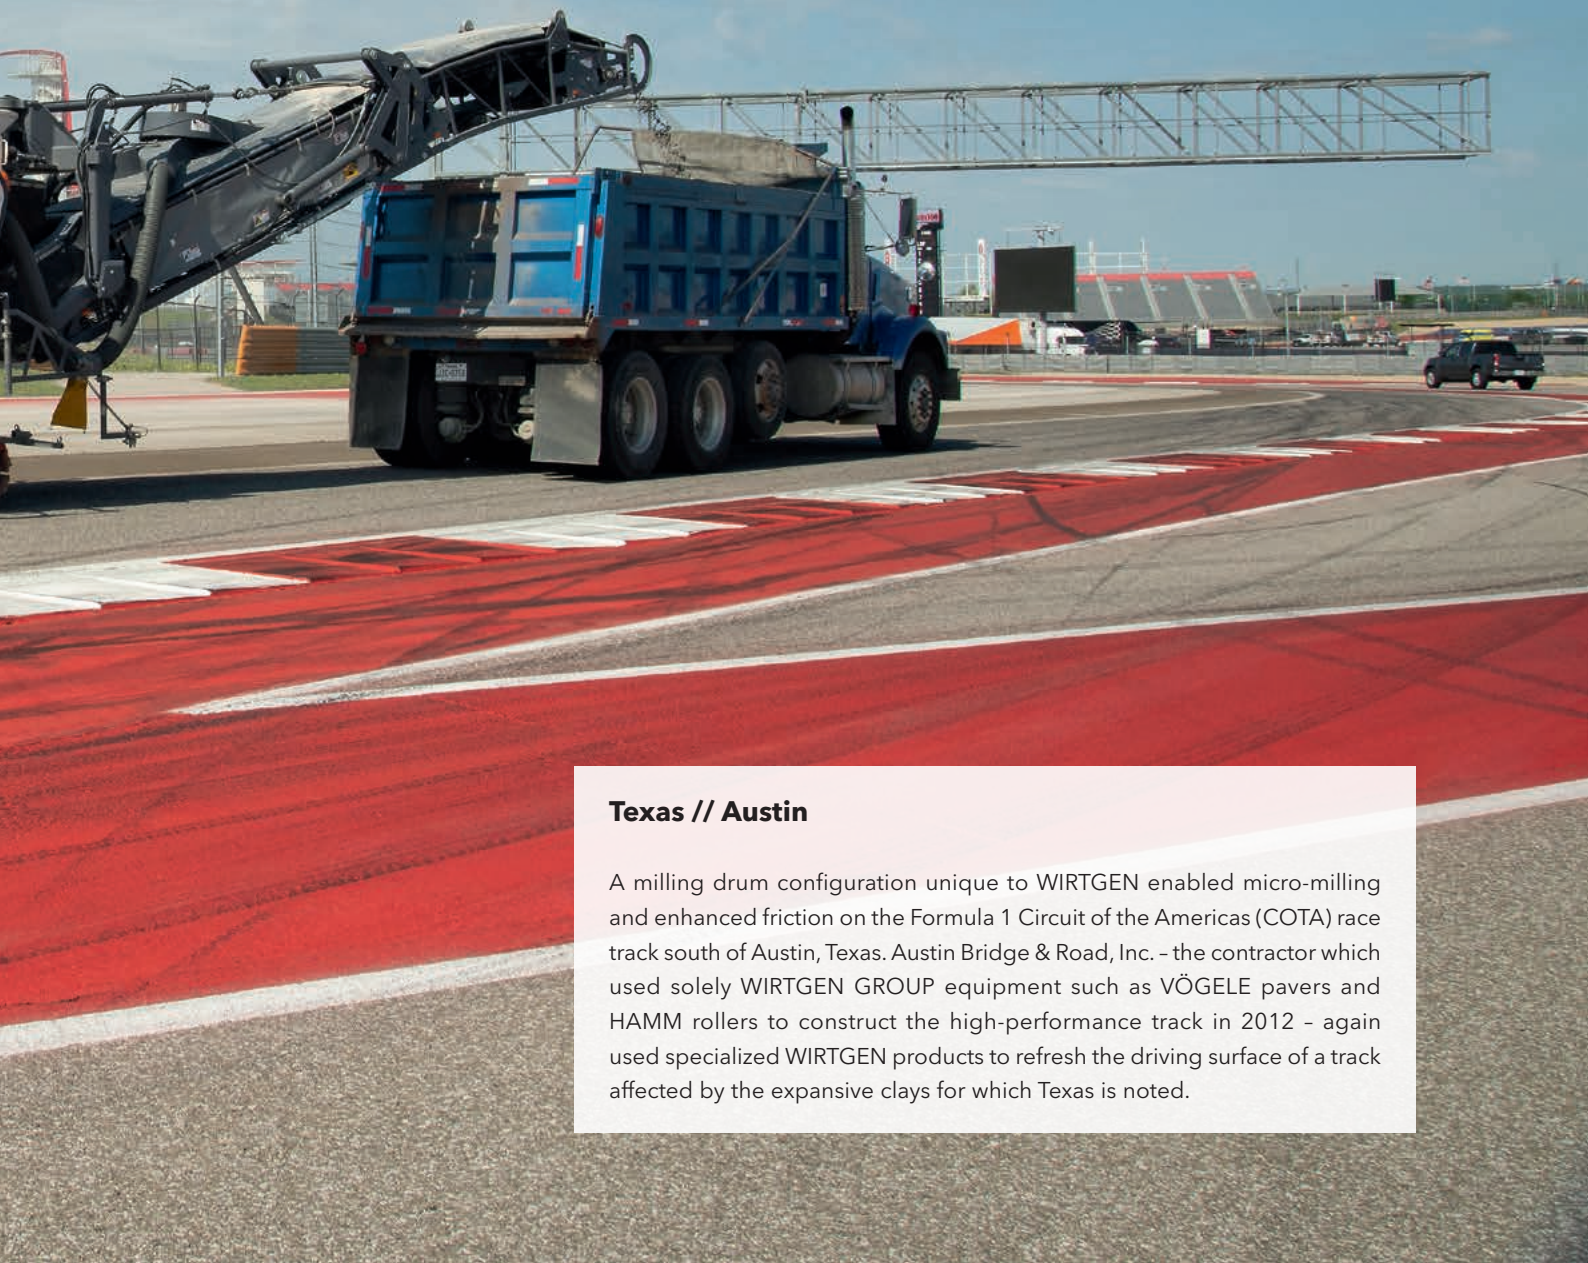 Texas // Austin
A milling drum configuration unique to WIRTGEN enabled micro-milling
and enhanced friction on the Formula 1 Circuit of the Americas (COTA) race
track south of Austin, Texas. Austin Bridge & Road, Inc. – the contractor which
used solely WIRTGEN GROUP equipment such as VÖGELE pavers and
HAMM rollers to construct the high-performance track in 2012 – again
used specialized WIRTGEN products to refresh the driving surface of a track
affected by the expansive clays for which Texas is noted.